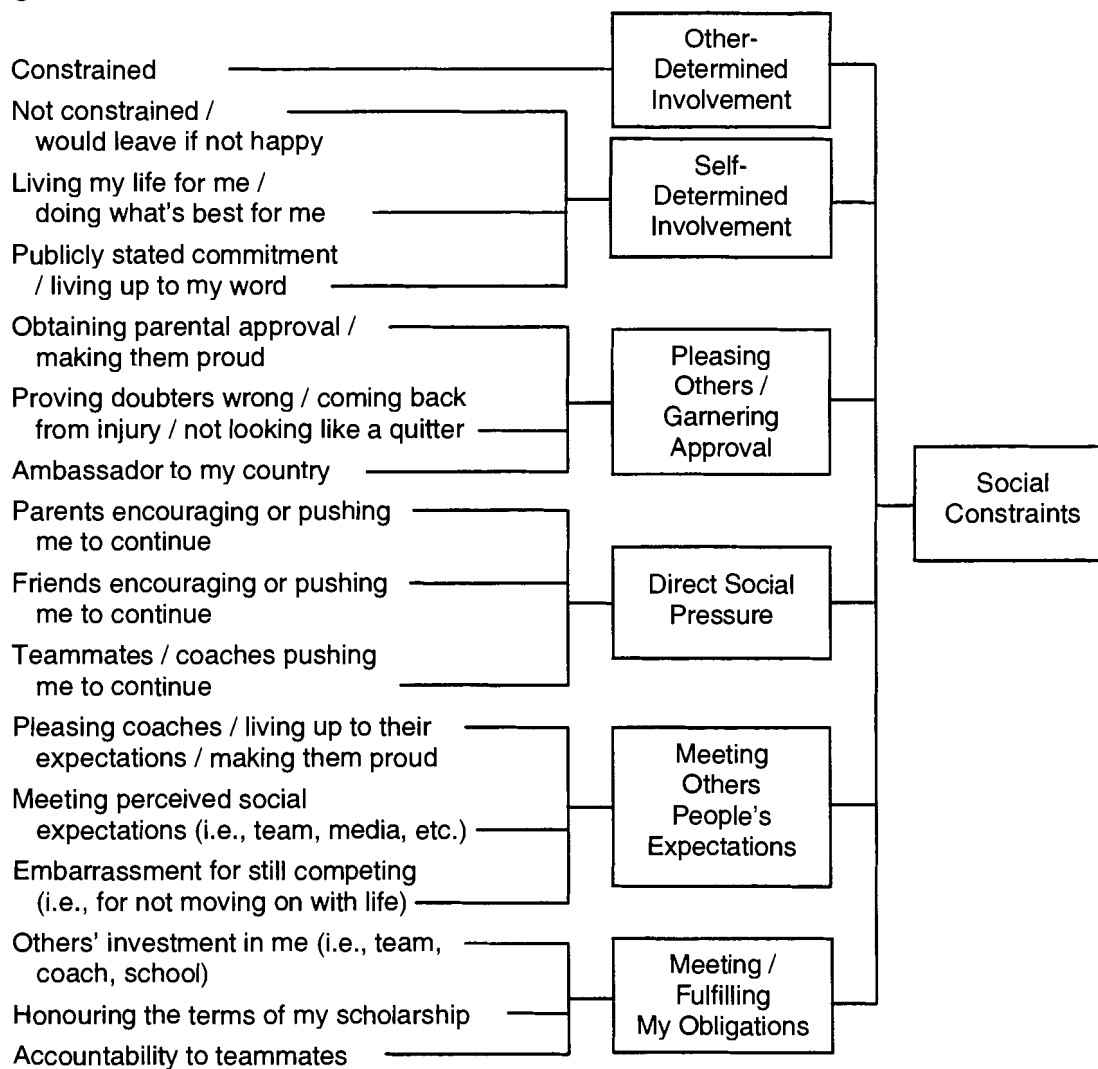 Constrained
Not constrained /
would leave if not happy
Living my life for me /
doing what's best for me
Publicly stated commitment
/ living up to my word
Obtaining parental approval /
making them proud
Proving doubters wrong / coming back
from injury / not looking like a quitter
Ambassador to my country
Parents encouraging or pushing
me to continue
Friends encouraging or pushing
me to continue
Teammates / coaches pushing
me to continue
Pleasing coaches / living up to their
expectations / making them proud
Meeting perceived social
expectations (i.e., team, media, etc.)
Embarrassment for still competing
(i.e., for not moving on with life)
Others' investment in me (i.e., team,
coach, school)
Honouring the terms of my scholarship
Accountability to teammates
Other-
Determined
Involvement
Self-
Determined
Involvement
Pleasing
Others /
Garnering
Approval
Direct Social
Pressure
Meeting
Others
People's
Expectations
Meeting /
Fulfilling
My Obligations
Social
Constraints